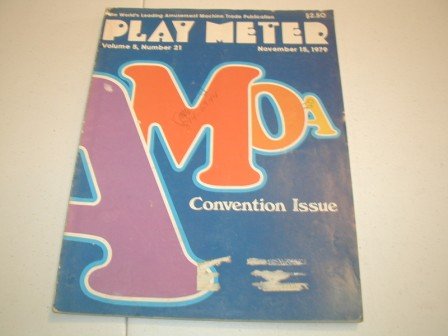 The World's Leading Amusement Machine Trade Publication
$2.50
PLAY METER
Volume 5, Number 21
November 15, 1979
AMOA
Convention Issue